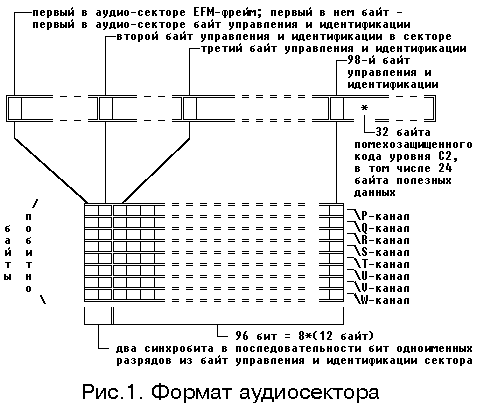 первый в аудио-секторе EFM-фрейм; первый в нем байт -
первый в аудио-секторе байт управления и идентификации
второй байт управления и идентификации в секторе
третий байт управления и идентификации
98-й байт
управления и
идентификации
*
32 байта
помехозащищенного
кода уровня C2,
в том числе 24
байта полезных
данных
байты
побитно
P-канал
Q-канал
R-канал
S-канал
T-канал
U-канал
V-канал
W-канал
96 бит = 8*(12 байт)
два синхробита в последовательности бит одноименных
разрядов из байт управления и идентификации сектора
Рис.1. Формат аудиосектора